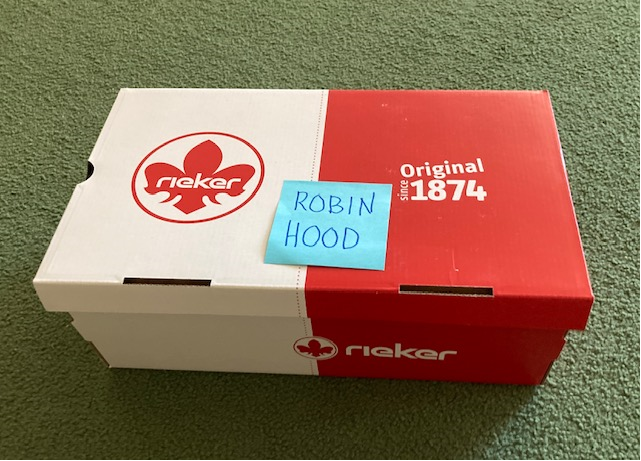 rieker
Original
since 1874
ROBIN
HOOD
rieker